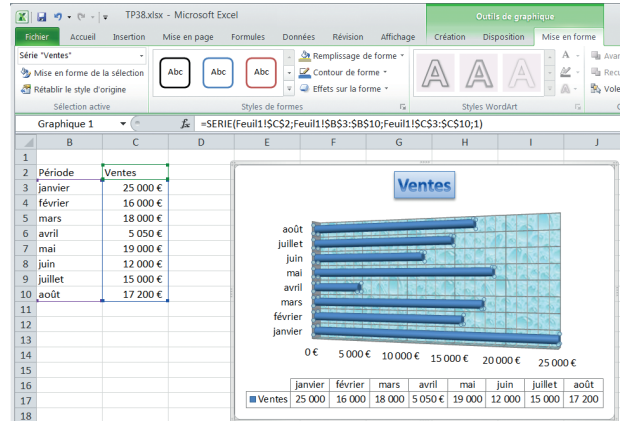 TP38.xlsx - Microsoft Excel
Outils de graphique
Fichier Accueil Insertion Mise en page Formules Données Révision Affichage Création Disposition Mise en forme
Série "Ventes"
Mise en forme de la sélection
Rétablir le style d'origine
Sélection active
Abc Abc Abc
Remplissage de forme
Contour de forme
Effets sur la forme
Styles de formes
A A A
A
A
Styles WordArt
Avan
Recu
Vole
Graphique 1 fx =SERIE(Feuil1!$C$2;Feuil1!$B$3:$B$10;Feuil1!$C$3:$C$10;1)
B C D E F G H I J
1
2 Période Ventes
3 janvier 25 000 €
4 février 16 000 €
5 mars 18 000 €
6 avril 5 050 €
7 mai 19 000 €
8 juin 12 000 €
9 juillet 15 000 €
10 août 17 200 €
11
12
13
14
15
16
17
18
Ventes
août
juillet
juin
mai
avril
mars
février
janvier
0 € 5 000 € 10 000 € 15 000 € 20 000 € 25 000 €
janvier février mars avril mai juin juillet août
Ventes 25 000 16 000 18 000 5 050 € 19 000 12 000 15 000 17 200